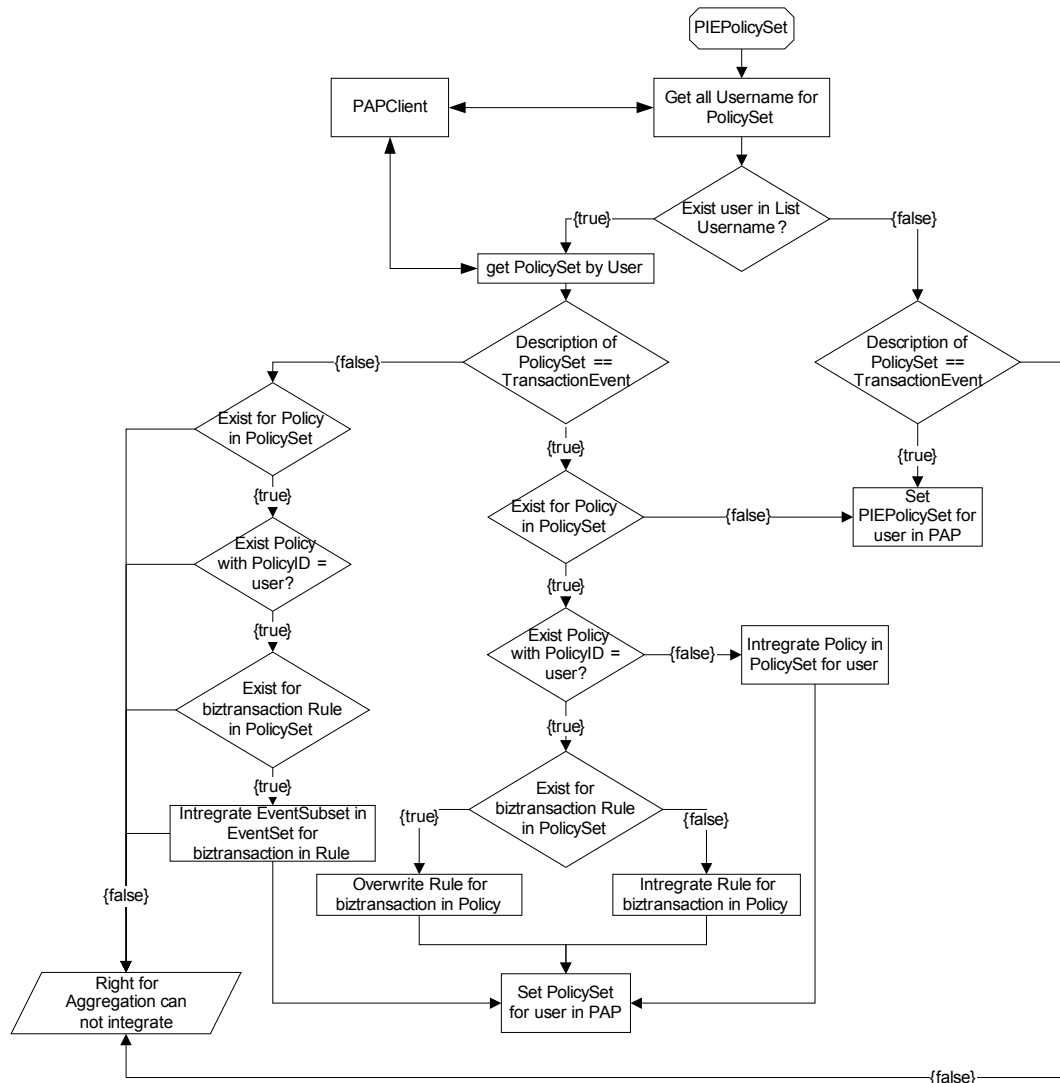 PIEPolicySet
PAPClient
Get all Username for
PolicySet
Exist user in List
Username ?
{true}
{false}
get PolicySet by User
Description of
PolicySet ==
TransactionEvent
{false}
Description of
PolicySet ==
TransactionEvent
Exist for Policy
in PolicySet
{true}
{true}
{true}
Exist for Policy
in PolicySet
{false}
Set
PIEPolicySet for
user in PAP
Exist Policy
with PolicyID =
user?
{true}
{true}
Exist Policy
with PolicyID =
user?
{false}
Intregrate Policy in
PolicySet for user
Exist for
biztransaction Rule
in PolicySet
{true}
{true}
Exist for
biztransaction Rule
in PolicySet
{true}
{false}
Intregrate EventSubset in
EventSet for
biztransaction in Rule
Overwrite Rule for
biztransaction in Policy
Intregrate Rule for
biztransaction in Policy
{false}
Right for
Aggregation can
not integrate
Set PolicySet
for user in PAP
{false}